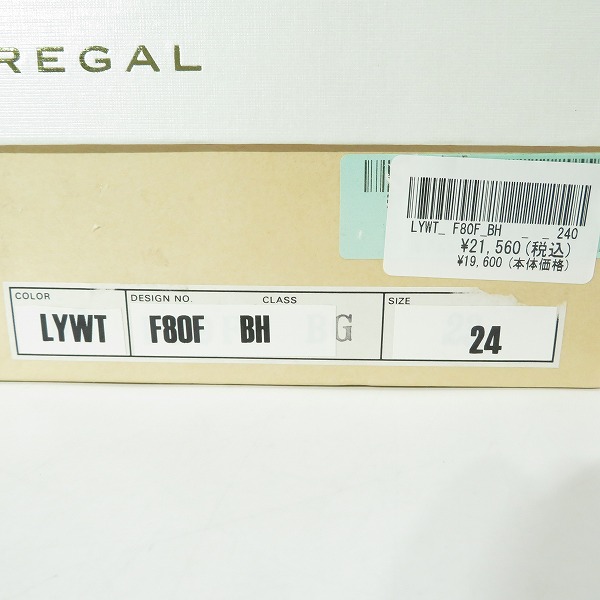 REGAL
LYWT_ F80F_BH _ _ 240
¥21,560(税込)
¥19,600(本体価格)
COLOR DESIGN NO. CLASS SIZE
LYWT F80F BH G 24